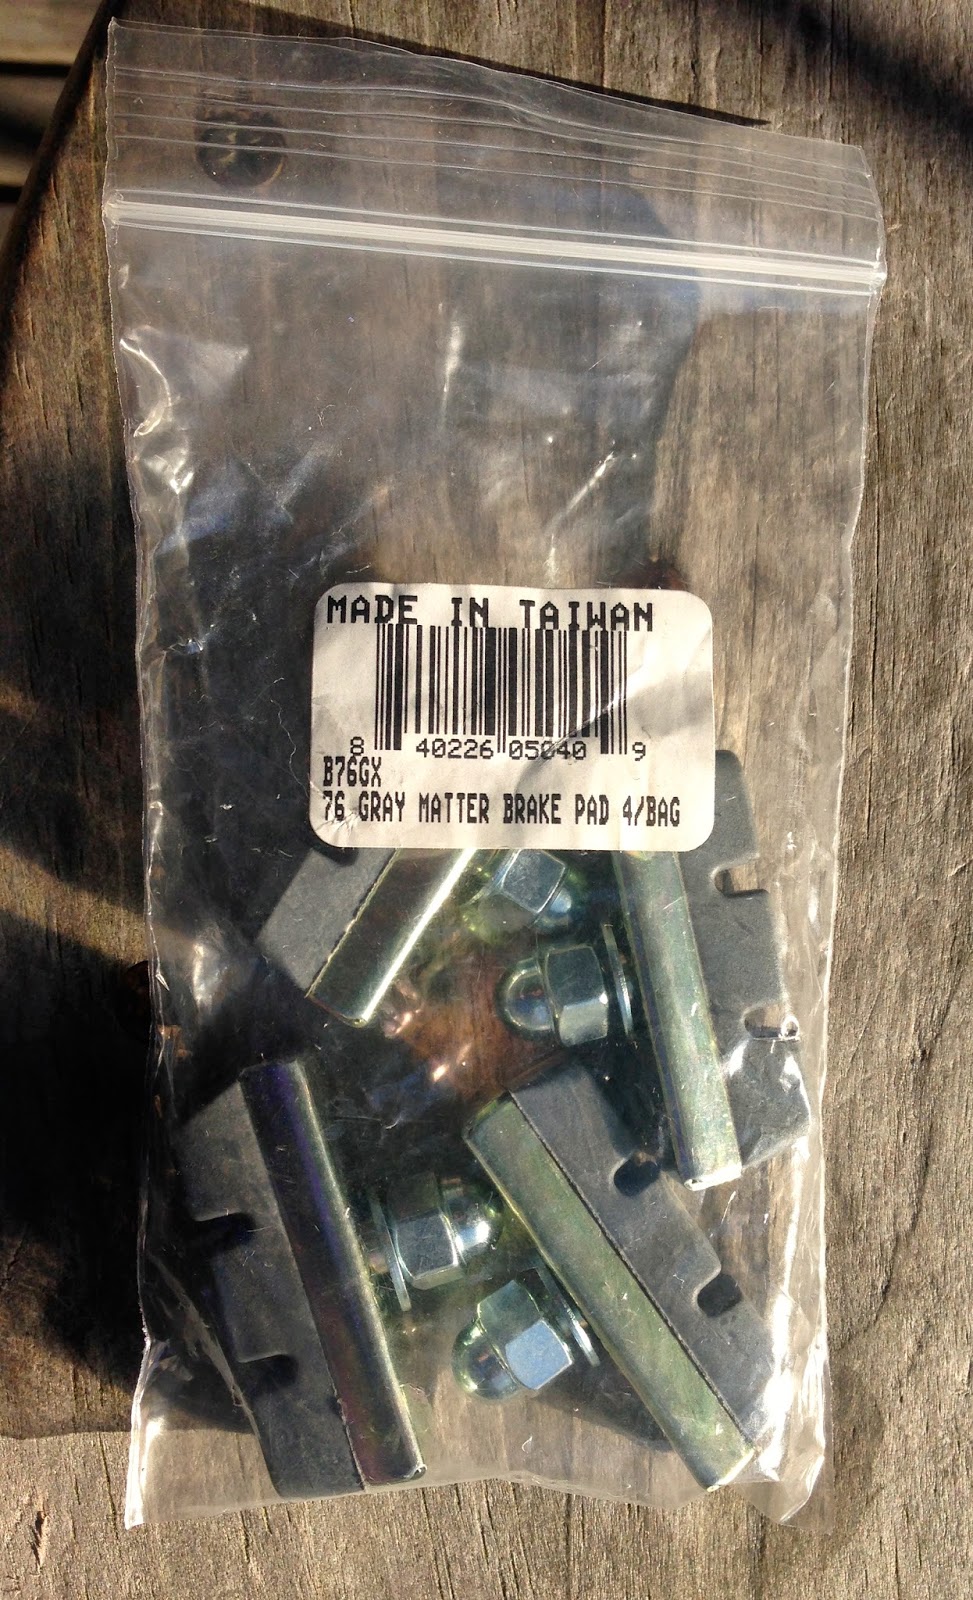 MADE IN TAIWAN
8 40226 05040 9
B76GX
76 GRAY MATTER BRAKE PAD 4/BAG